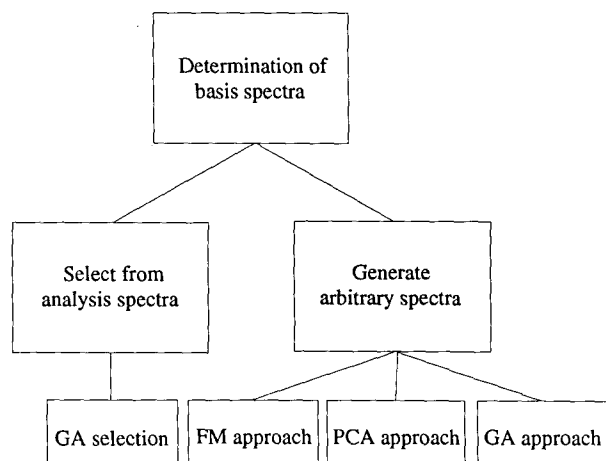 Determination of
basis spectra
Select from
analysis spectra
Generate
arbitrary spectra
GA selection
FM approach
PCA approach
GA approach